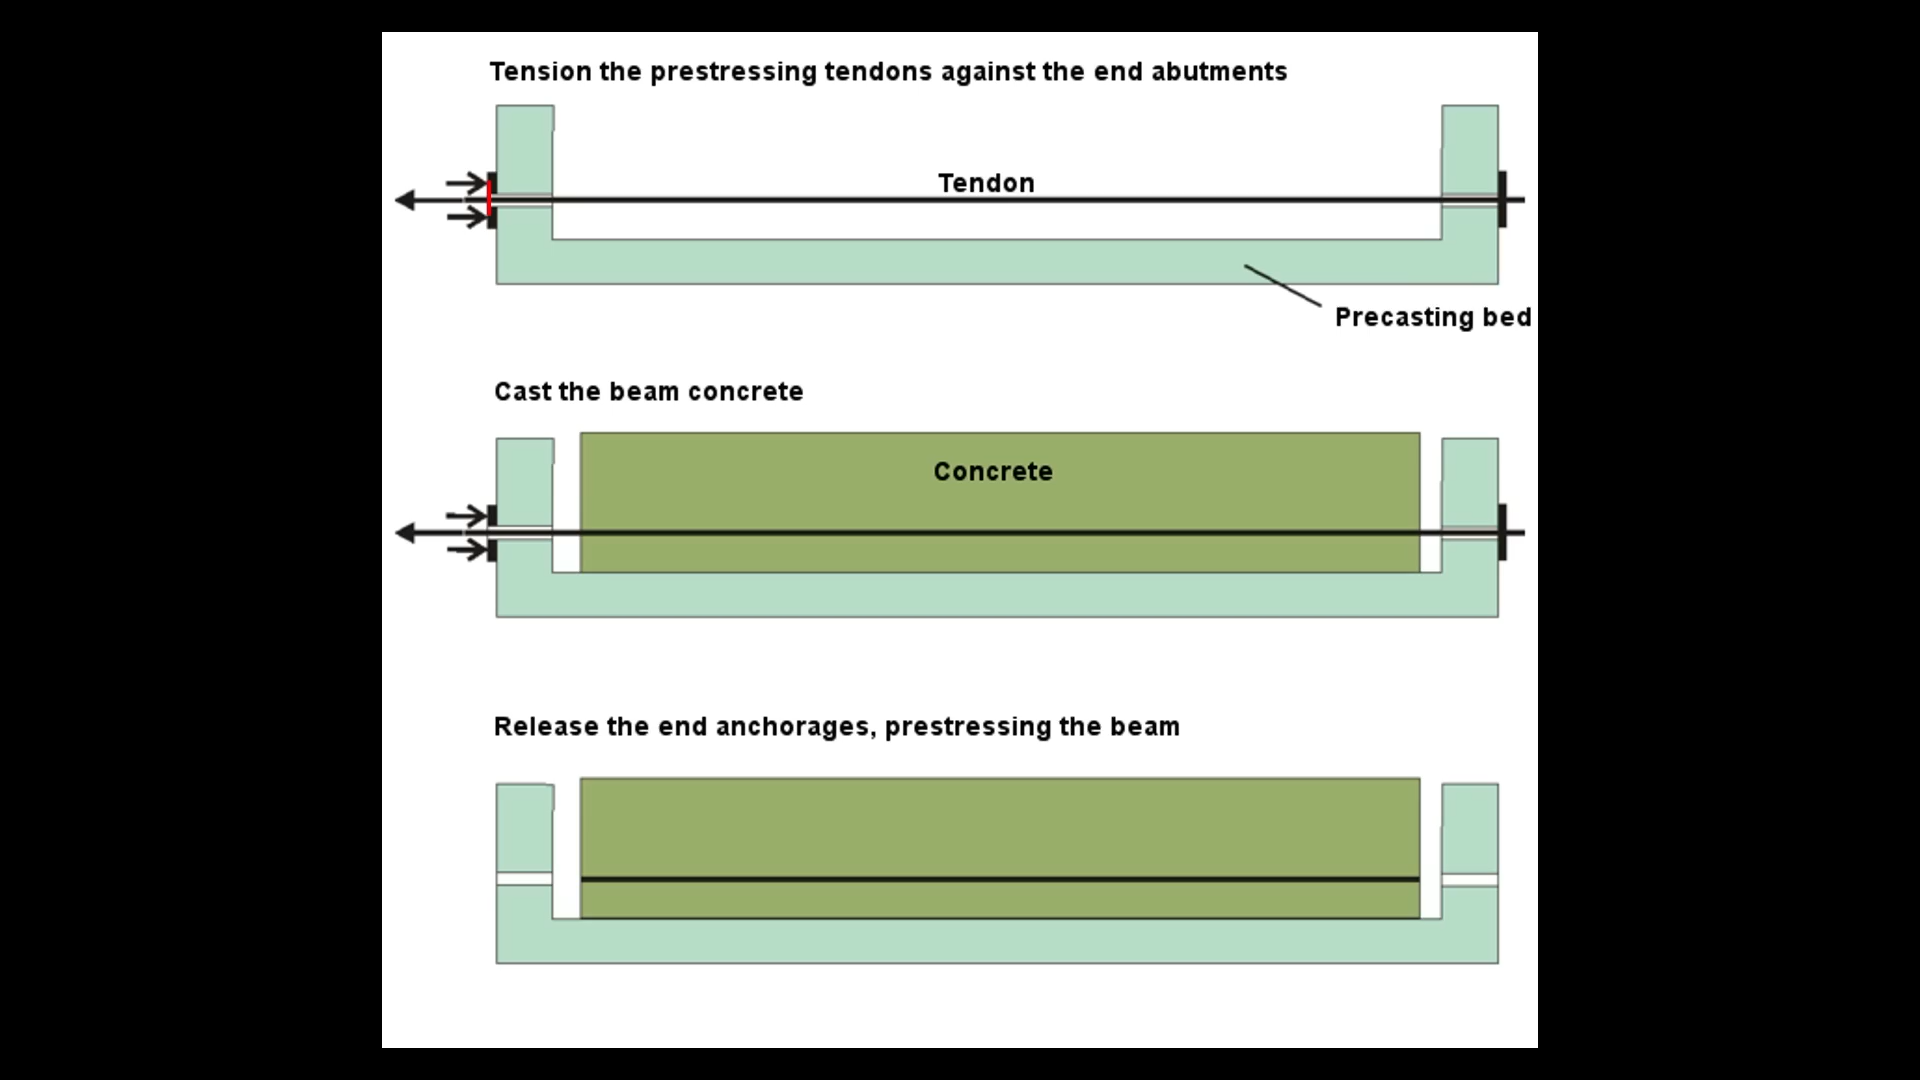 Tension the prestressing tendons against the end abutments
Tendon
Precasting bed
Cast the beam concrete
Concrete
Release the end anchorages, prestressing the beam